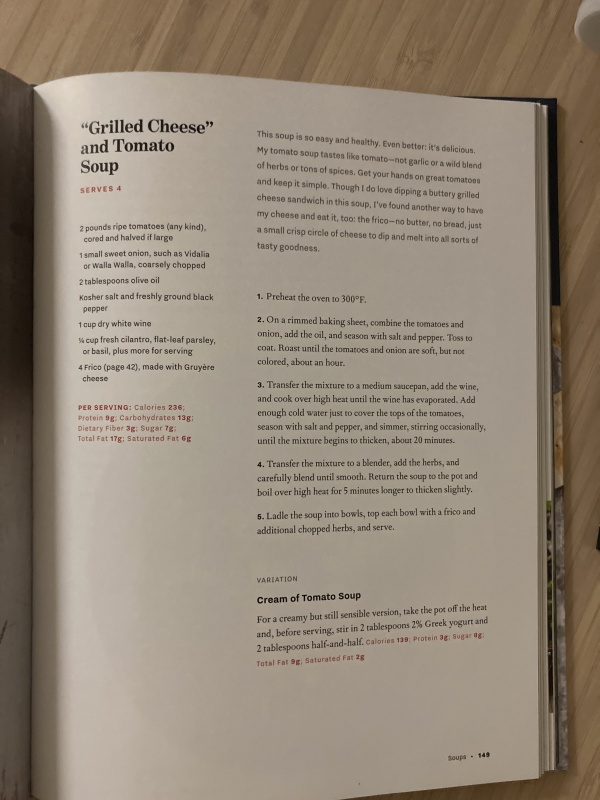 “Grilled Cheese”
and Tomato
Soup
SERVES 4
2 pounds ripe tomatoes (any kind),
cored and halved if large
1 small sweet onion, such as Vidalia
or Walla Walla, coarsely chopped
2 tablespoons olive oil
Kosher salt and freshly ground black
pepper
1 cup dry white wine
¼ cup fresh cilantro, flat-leaf parsley,
or basil, plus more for serving
4 Frico (page 42), made with Gruyère
cheese
PER SERVING: Calories 236;
Protein 9g; Carbohydrates 13g;
Dietary Fiber 3g; Sugar 7g;
Total Fat 17g; Saturated Fat 6g
This soup is so easy and healthy. Even better: it's delicious.
My tomato soup tastes like tomato—not garlic or a wild blend
of herbs or tons of spices. Get your hands on great tomatoes
and keep it simple. Though I do love dipping a buttery grilled
cheese sandwich in this soup, I've found another way to have
my cheese and eat it, too: the frico—no butter, no bread, just
a small crisp circle of cheese to dip and melt into all sorts of
tasty goodness.
1. Preheat the oven to 300°F.
2. On a rimmed baking sheet, combine the tomatoes and
onion, add the oil, and season with salt and pepper. Toss to
coat. Roast until the tomatoes and onion are soft, but not
colored, about an hour.
3. Transfer the mixture to a medium saucepan, add the wine,
and cook over high heat until the wine has evaporated. Add
enough cold water just to cover the tops of the tomatoes,
season with salt and pepper, and simmer, stirring occasionally,
until the mixture begins to thicken, about 20 minutes.
4. Transfer the mixture to a blender, add the herbs, and
carefully blend until smooth. Return the soup to the pot and
boil over high heat for 5 minutes longer to thicken slightly.
5. Ladle the soup into bowls, top each bowl with a frico and
additional chopped herbs, and serve.
VARIATION
Cream of Tomato Soup
For a creamy but still sensible version, take the pot off the heat
and, before serving, stir in 2 tablespoons 2% Greek yogurt and
2 tablespoons half-and-half. Calories 139; Protein 3g; Sugar 8g;
Total Fat 9g; Saturated Fat 2g
Soups • 149